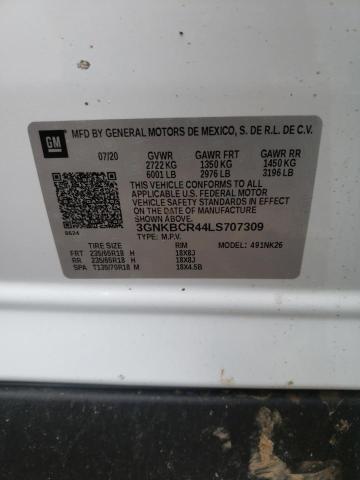 GM
MFD BY GENERAL MOTORS DE MEXICO, S. DE R.L. DE C.V.
07/20 GVWR GAWR FRT GAWR RR
2722 KG 1350 KG 1450 KG
6001 LB 2976 LB 3196 LB
THIS VEHICLE CONFORMS TO ALL
APPLICABLE U.S. FEDERAL MOTOR
VEHICLE SAFETY STANDARDS IN EFFECT
ON THE DATE OF MANUFACTURE
SHOWN ABOVE.
3GNKBCR44LS707309
8624 TYPE: M.P.V. MODEL: 491NK26
TIRE SIZE RIM
FRT 235/65R18 H 18X8J
RR 235/65R18 H 18X8J
SPA T135/70R18 M 18X4.5B